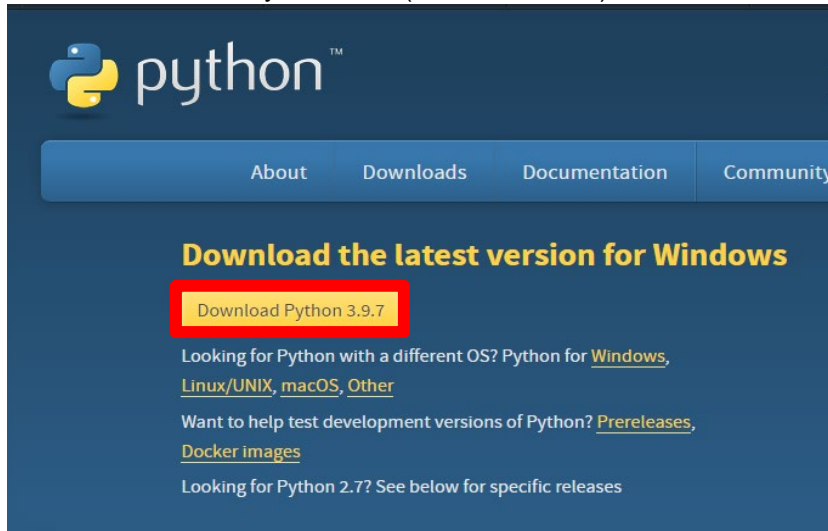 python™
About Downloads Documentation Community
Download the latest version for Windows
Download Python 3.9.7
Looking for Python with a different OS? Python for Windows,
Linux/UNIX, macOS, Other
Want to help test development versions of Python? Prereleases,
Docker images
Looking for Python 2.7? See below for specific releases